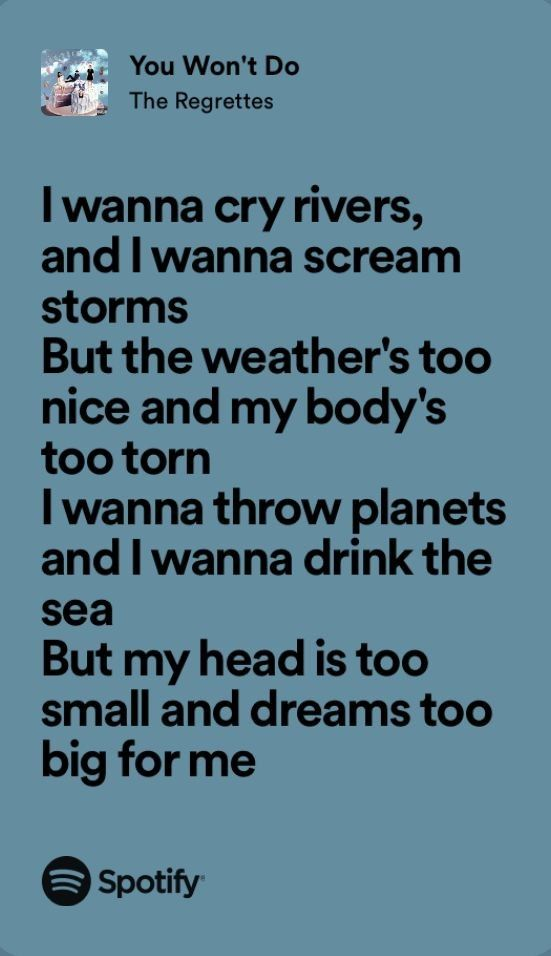 You Won't Do
The Regrettes
I wanna cry rivers,
and I wanna scream
storms
But the weather's too
nice and my body's
too torn
I wanna throw planets
and I wanna drink the
sea
But my head is too
small and dreams too
big for me
Spotify®